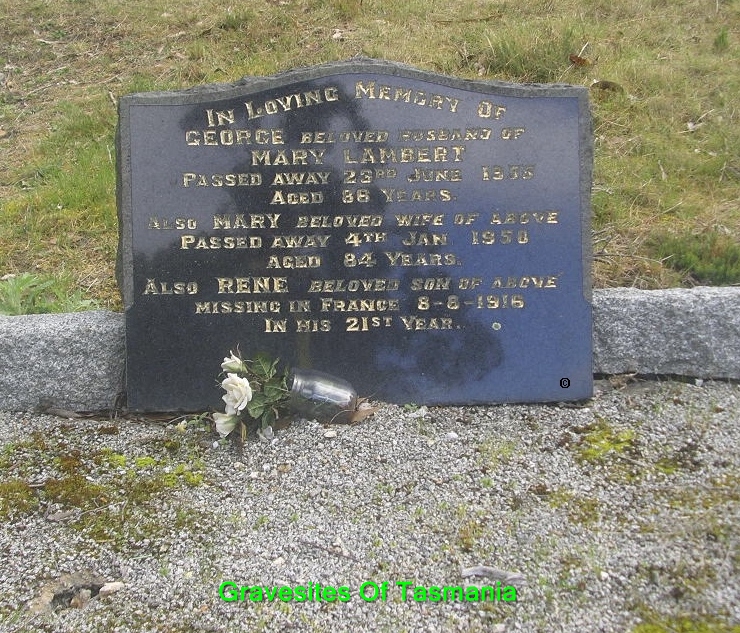 In Loving Memory Of
GEORGE BELOVED HUSBAND OF
MARY LAMBERT
PASSED AWAY 23RD JUNE
AGED 86 YEARS.
ALSO MARY BELOVED WIFE OF ABOVE
PASSED AWAY 4TH JAN 1950
AGED 84 YEARS.
ALSO RENE BELOVED SON OF ABOVE
MISSING IN FRANCE 8-8-1916
IN HIS 21ST YEAR.
©
Gravesites Of Tasmania